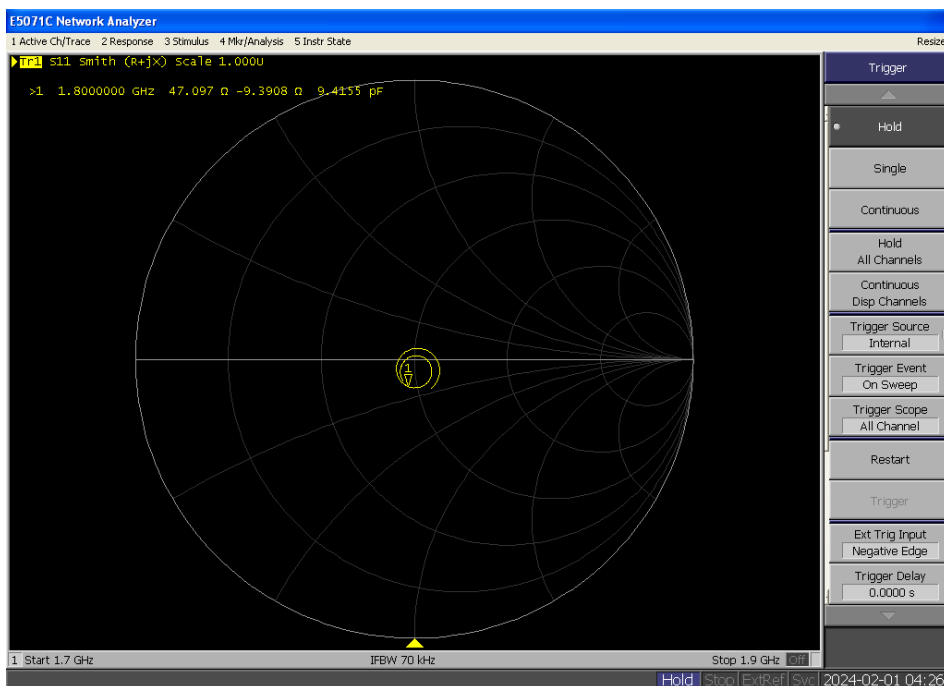 E5071C Network Analyzer
1 Active Ch/Trace 2 Response 3 Stimulus 4 Mkr/Analysis 5 Instr State
Resize
Tr1 S11 Smith (R+jX) Scale 1.000U
>1 1.8000000 GHz 47.097 Ω -9.3908 Ω 9.4155 pF
1
Trigger
Hold
Single
Continuous
Hold
All Channels
Continuous
Disp Channels
Trigger Source
Internal
Trigger Event
On Sweep
Trigger Scope
All Channel
Restart
Trigger
Ext Trig Input
Negative Edge
Trigger Delay
0.0000 s
1 Start 1.7 GHz
IFBW 70 kHz
Stop 1.9 GHz Off
Hold Stop ExtRef Svc 2024-02-01 04:26